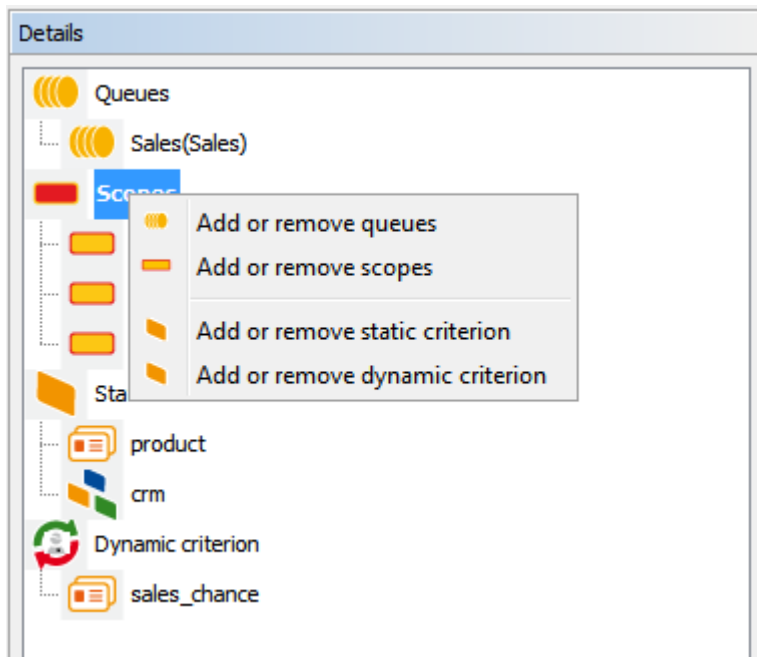 Details
Queues
Sales(Sales)
Scopes
Add or remove queues
Add or remove scopes
Add or remove static criterion
Add or remove dynamic criterion
Sta
product
crm
Dynamic criterion
sales_chance